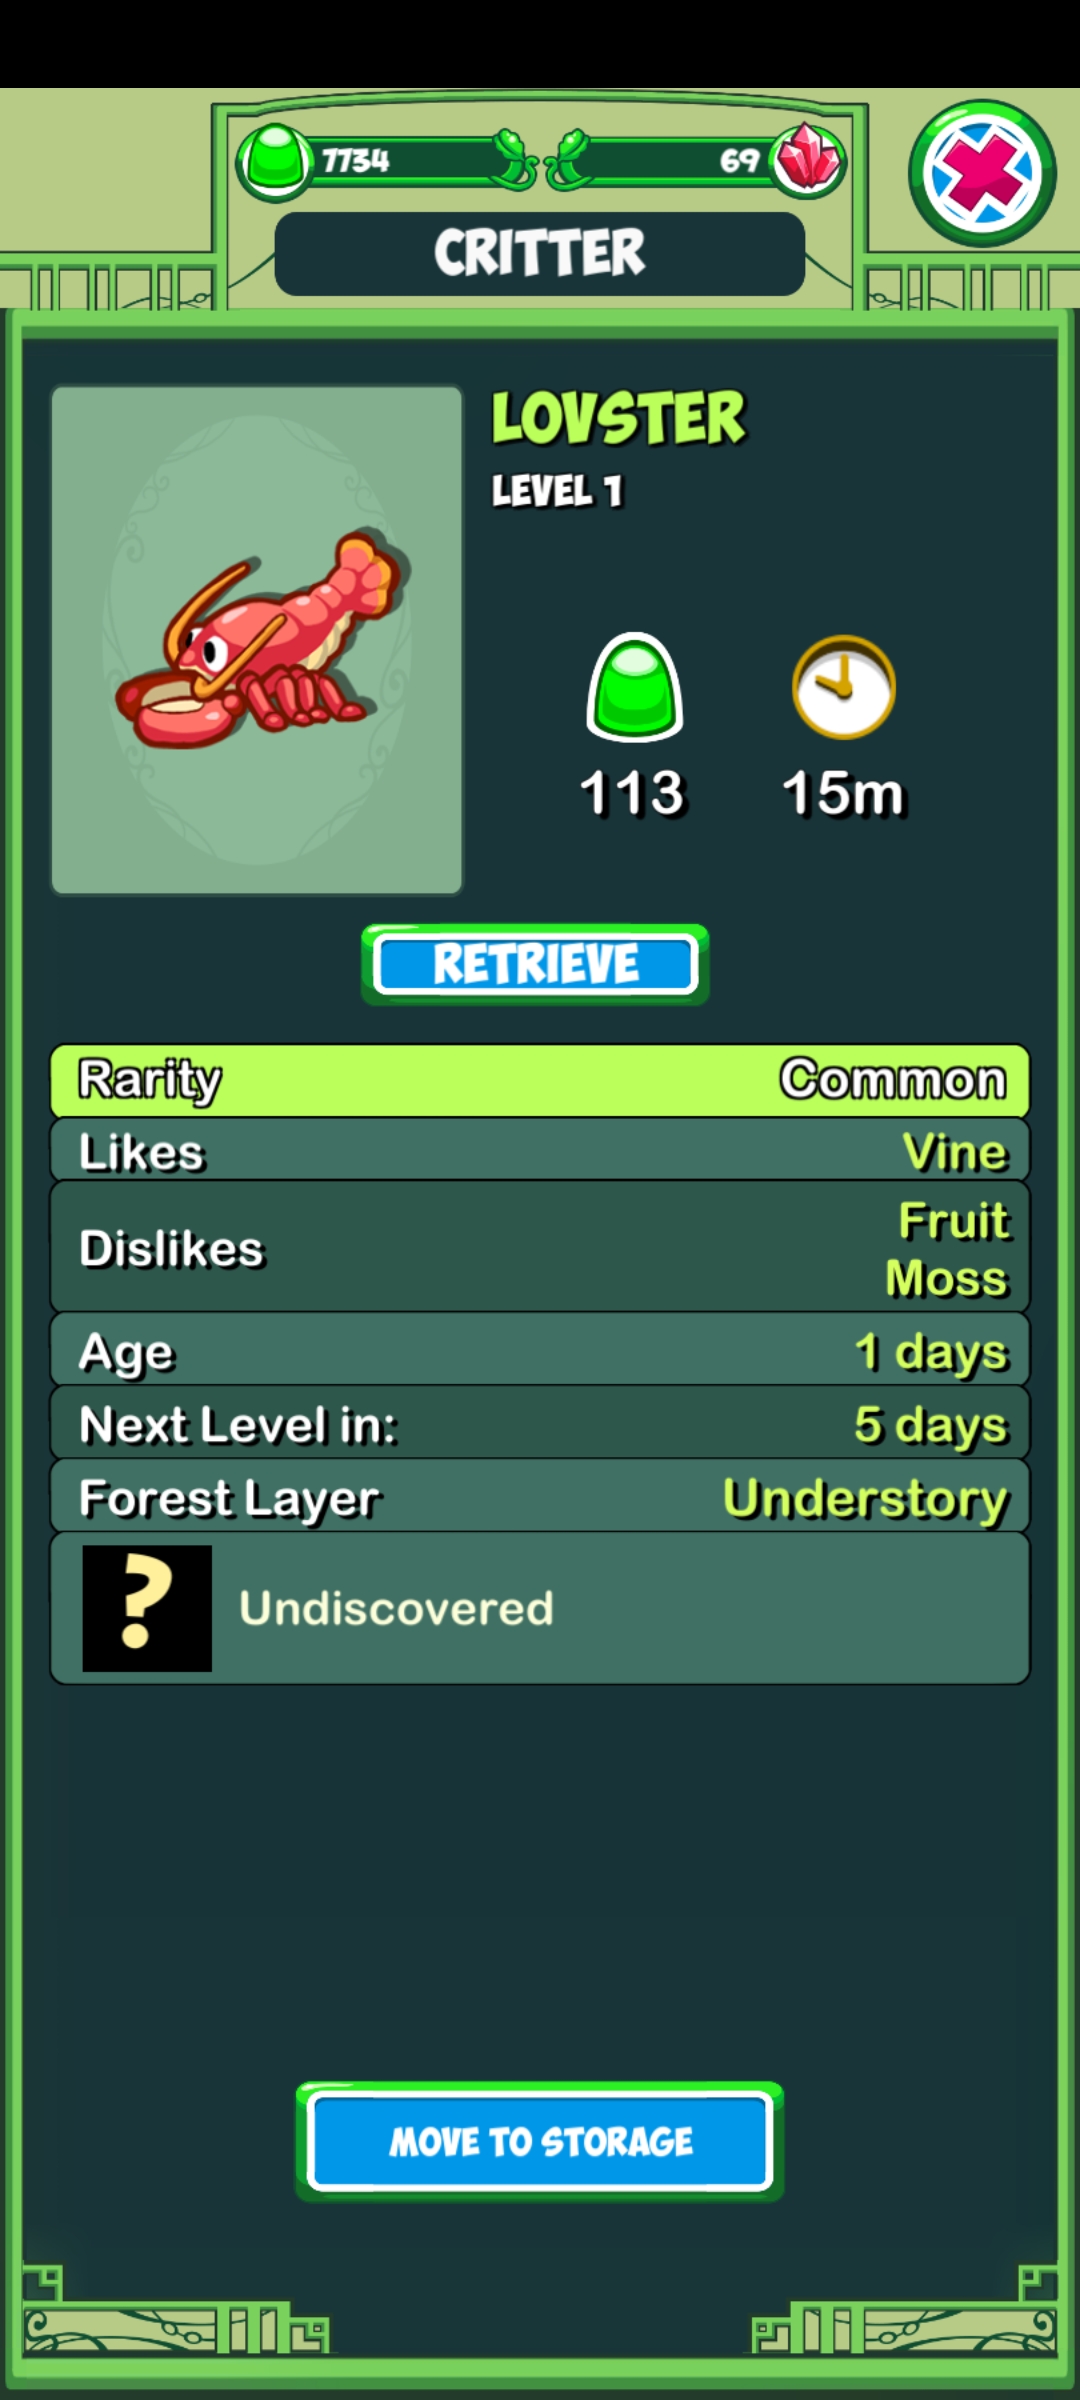 7734
69
CRITTER
LOVSTER
LEVEL 1
113
15m
RETRIEVE
Rarity Common
Likes Vine
Dislikes Fruit
Moss
Age 1 days
Next Level in: 5 days
Forest Layer Understory
? Undiscovered
MOVE TO STORAGE